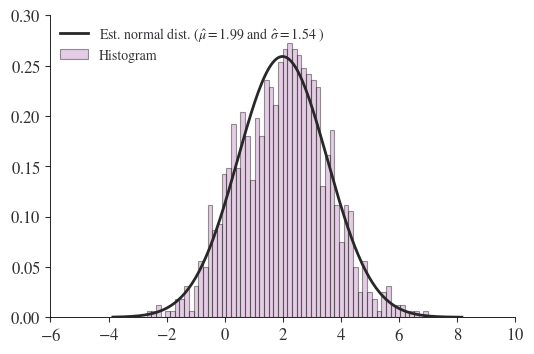 0.30
Est. normal dist. (μ̂ = 1.99 and σ̂ = 1.54 )
Histogram
0.25
0.20
0.15
0.10
0.05
0.00
−6 −4 −2 0 2 4 6 8 10